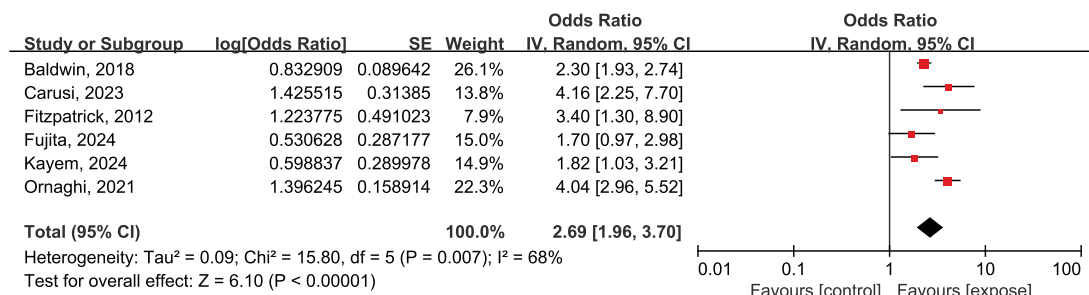 Odds Ratio Odds Ratio
Study or Subgroup log[Odds Ratio] SE Weight IV, Random, 95% CI IV, Random, 95% CI
Baldwin, 2018 0.832909 0.089642 26.1% 2.30 [1.93, 2.74]
Carusi, 2023 1.425515 0.31385 13.8% 4.16 [2.25, 7.70]
Fitzpatrick, 2012 1.223775 0.491023 7.9% 3.40 [1.30, 8.90]
Fujita, 2024 0.530628 0.287177 15.0% 1.70 [0.97, 2.98]
Kayem, 2024 0.598837 0.289978 14.9% 1.82 [1.03, 3.21]
Ornaghi, 2021 1.396245 0.158914 22.3% 4.04 [2.96, 5.52]
Total (95% CI) 100.0% 2.69 [1.96, 3.70]
Heterogeneity: Tau² = 0.09; Chi² = 15.80, df = 5 (P = 0.007); I² = 68%
Test for overall effect: Z = 6.10 (P < 0.00001)
0.01 0.1 1 10 100
Favours [control] Favours [expose]